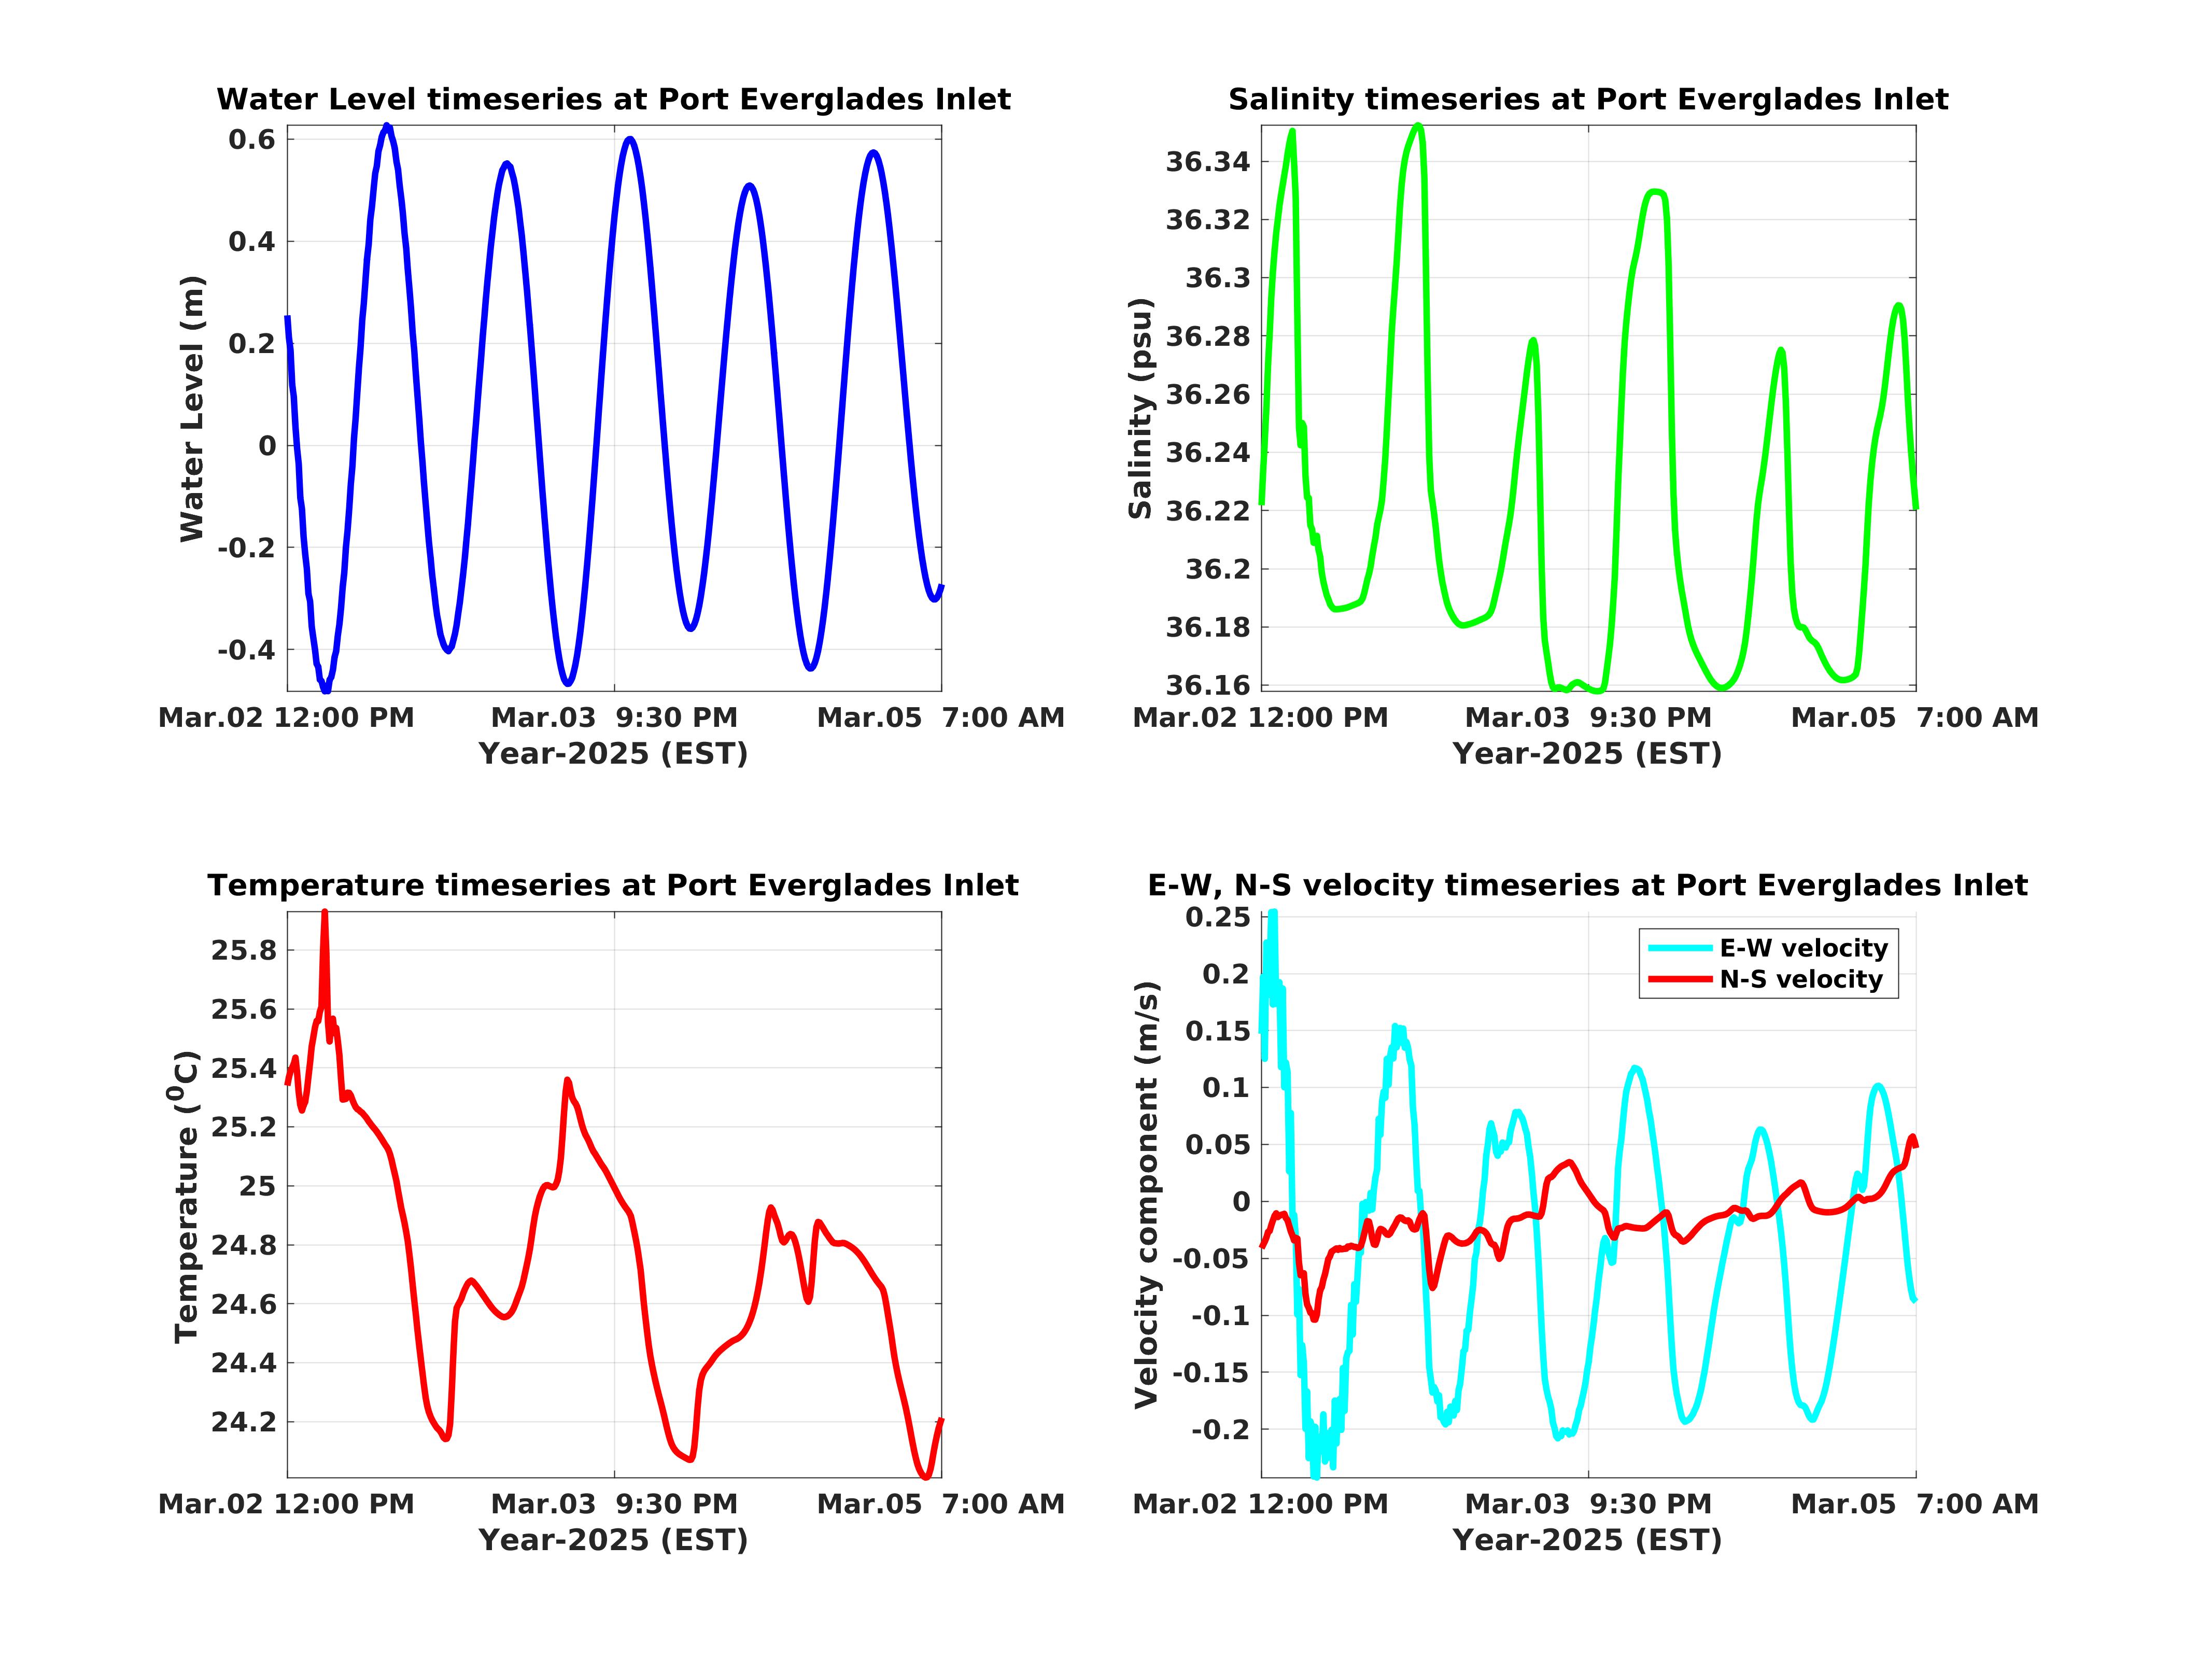 Water Level timeseries at Port Everglades Inlet
0.6
0.4
0.2
0
-0.2
-0.4
Water Level (m)
Mar.02 12:00 PM
Mar.03 9:30 PM
Mar.05 7:00 AM
Year-2025 (EST)
Salinity timeseries at Port Everglades Inlet
36.34
36.32
36.3
36.28
36.26
36.24
36.22
36.2
36.18
36.16
Salinity (psu)
Mar.02 12:00 PM
Mar.03 9:30 PM
Mar.05 7:00 AM
Year-2025 (EST)
Temperature timeseries at Port Everglades Inlet
25.8
25.6
25.4
25.2
25
24.8
24.6
24.4
24.2
Temperature (⁰C)
Mar.02 12:00 PM
Mar.03 9:30 PM
Mar.05 7:00 AM
Year-2025 (EST)
E-W, N-S velocity timeseries at Port Everglades Inlet
0.25
0.2
0.15
0.1
0.05
0
-0.05
-0.1
-0.15
-0.2
Velocity component (m/s)
E-W velocity
N-S velocity
Mar.02 12:00 PM
Mar.03 9:30 PM
Mar.05 7:00 AM
Year-2025 (EST)